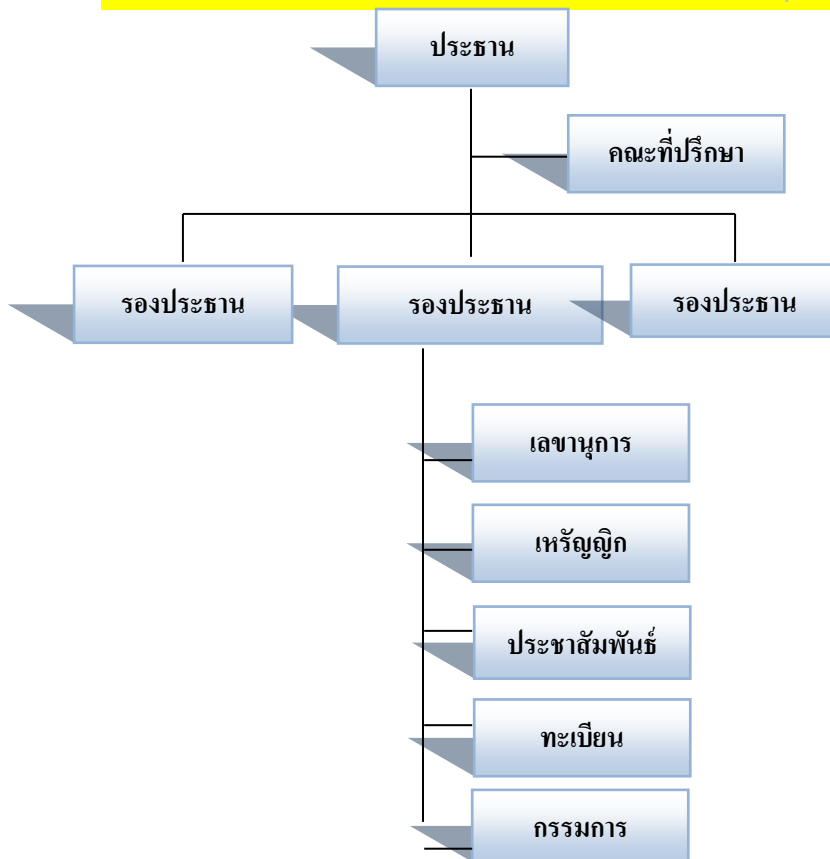 ประธาน
คณะที่ปรึกษา
รองประธาน
รองประธาน
รองประธาน
เลขานุการ
เหรัญญิก
ประชาสัมพันธ์
ทะเบียน
กรรมการ